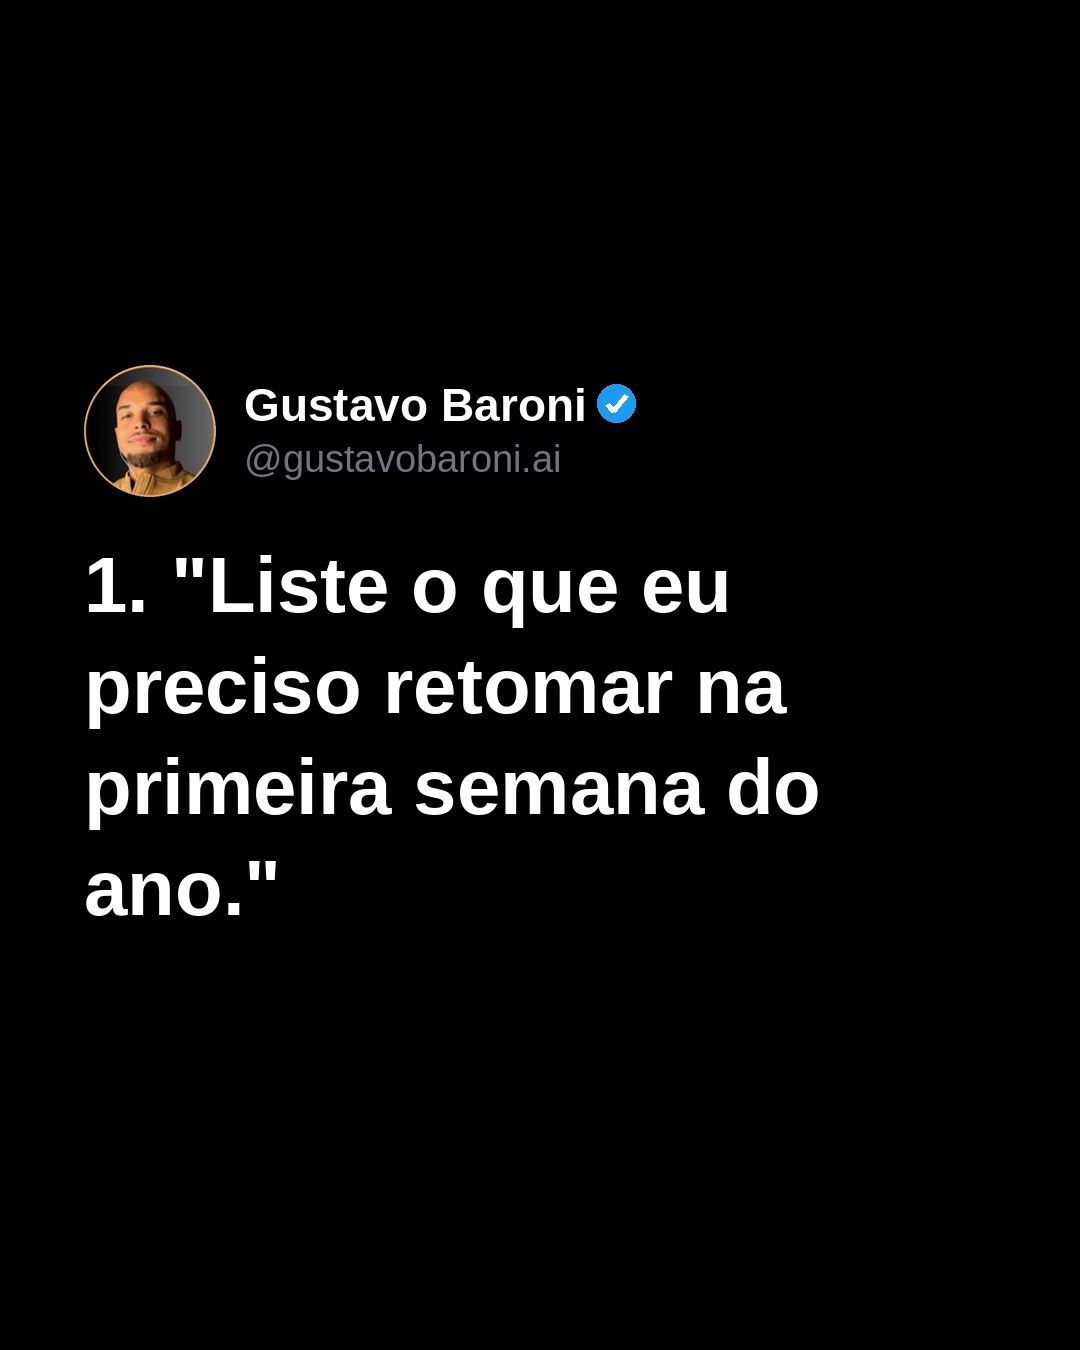 Gustavo Baroni
@gustavobaroni.ai
1. "Liste o que eu
preciso retomar na
primeira semana do
ano."